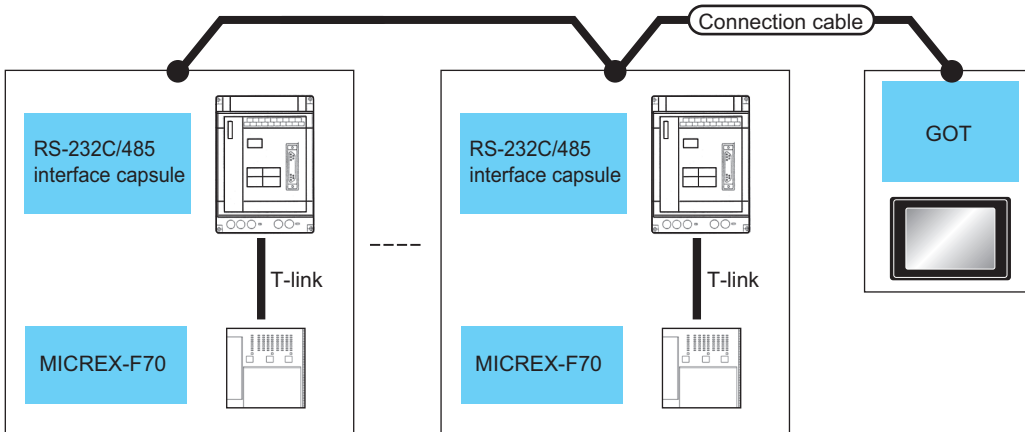 Connection cable
RS-232C/485
interface capsule
T-link
MICREX-F70
RS-232C/485
interface capsule
T-link
MICREX-F70
GOT